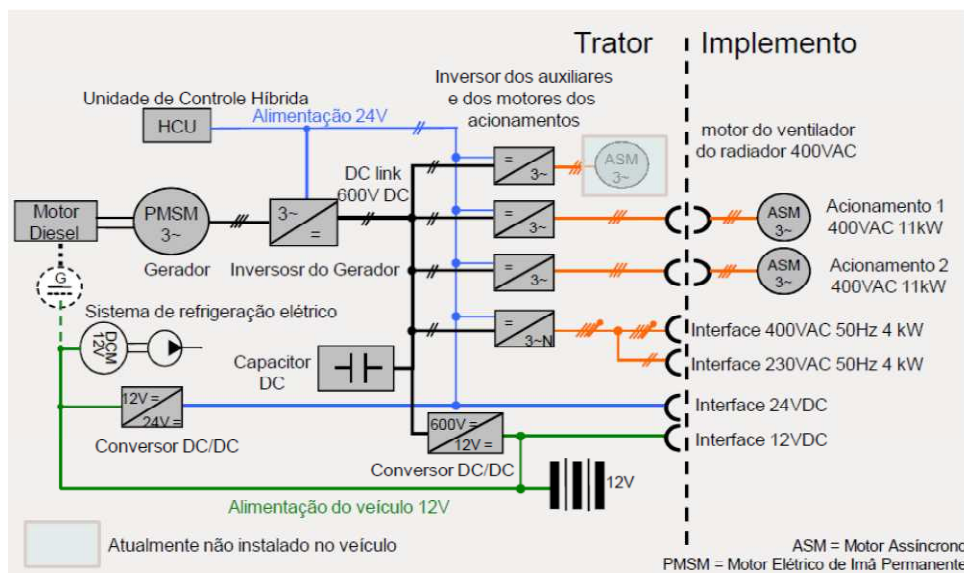 Trator
Implemento
Inversor dos auxiliares
e dos motores dos
acionamentos
Unidade de Controle Híbrida
HCU
Alimentação 24V
motor do ventilador
do radiador 400VAC
=
3~
ASM
3~
DC link
600V DC
Motor
Diesel
PMSM
3~
3~
=
=
3~
ASM
3~
Acionamento 1
400VAC 11kW
Gerador
Inversosr do Gerador
=
3~
ASM
3~
Acionamento 2
400VAC 11kW
G
Sistema de refrigeração elétrico
DCM
12V
=
3~N
Interface 400VAC 50Hz 4 kW
Interface 230VAC 50Hz 4 kW
Capacitor
DC
12V =
24V =
Interface 24VDC
Conversor DC/DC
600V =
12V =
Interface 12VDC
Conversor DC/DC
12V
Alimentação do veículo 12V
Atualmente não instalado no veículo
ASM = Motor Assíncrono
PMSM = Motor Elétrico de Imã Permanente